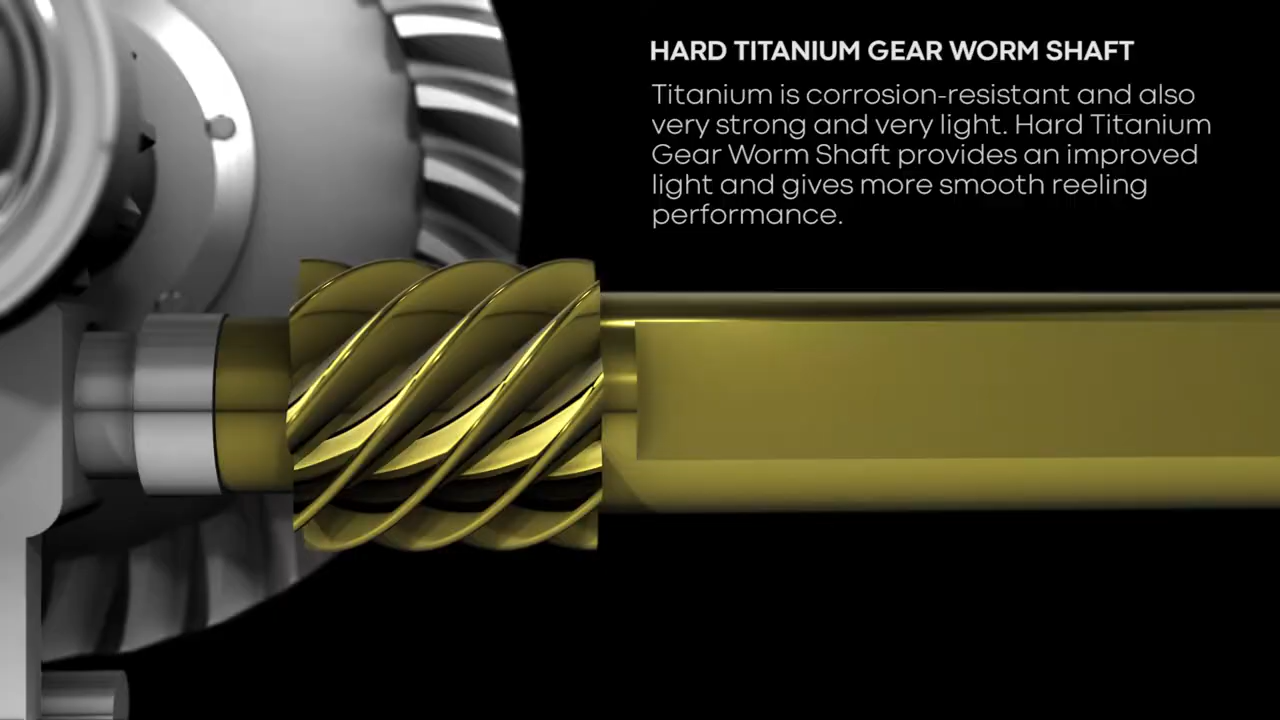 HARD TITANIUM GEAR WORM SHAFT
Titanium is corrosion-resistant and also
very strong and very light. Hard Titanium
Gear Worm Shaft provides an improved
light and gives more smooth reeling
performance.